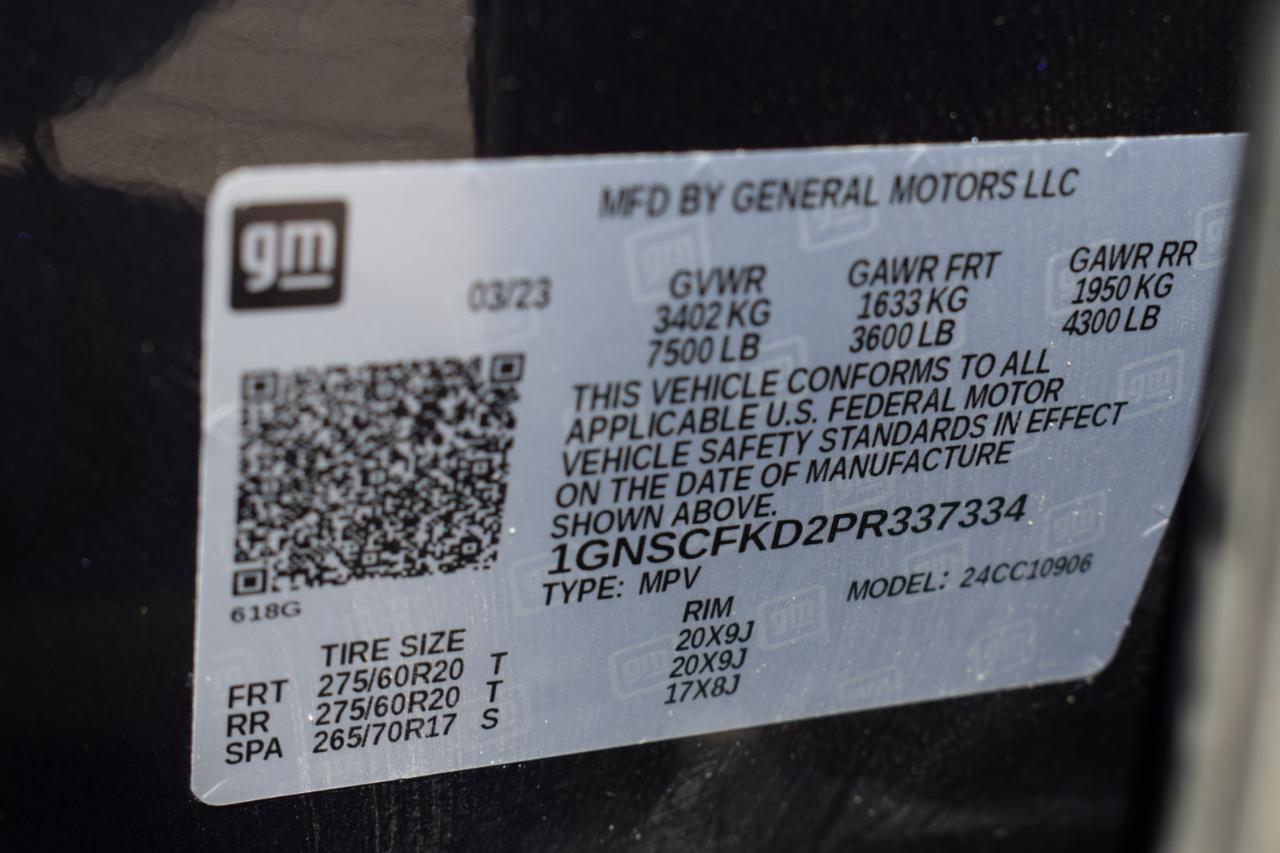 gm
MFD BY GENERAL MOTORS LLC
03/23 GVWR GAWR FRT GAWR RR
3402 KG 1633 KG 1950 KG
7500 LB 3600 LB 4300 LB
THIS VEHICLE CONFORMS TO ALL
APPLICABLE U.S. FEDERAL MOTOR
VEHICLE SAFETY STANDARDS IN EFFECT
ON THE DATE OF MANUFACTURE
SHOWN ABOVE.
1GNSCFKD2PR337334
TYPE: MPV MODEL: 24CC10906
618G
TIRE SIZE RIM
FRT 275/60R20 T 20X9J
RR 275/60R20 T 20X9J
SPA 265/70R17 S 17X8J